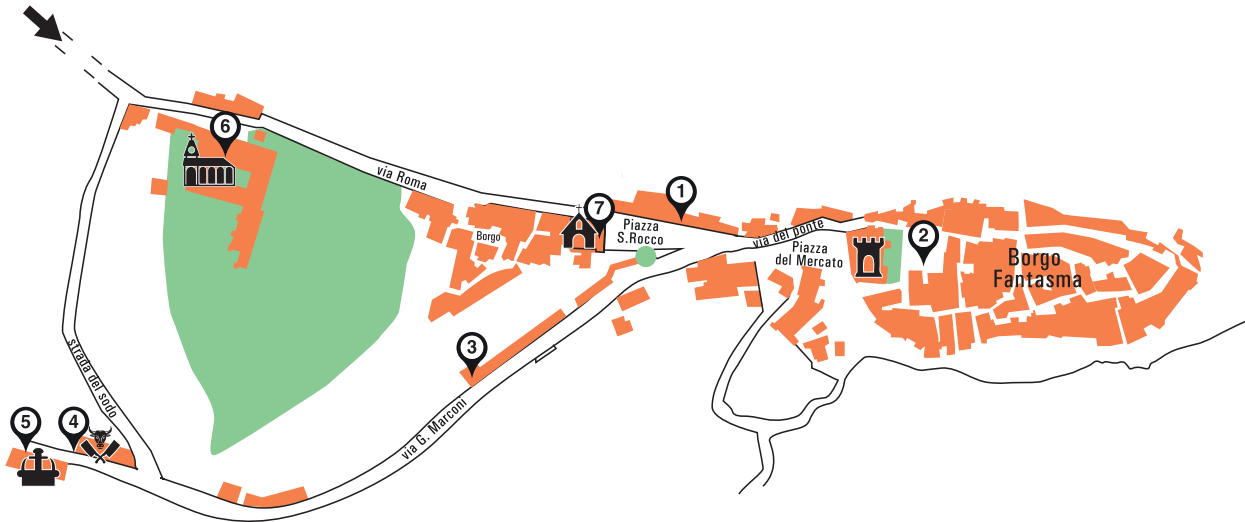 6
via Roma
7
1
Piazza
S.Rocco
Borgo
via del ponte
Piazza
del Mercato
2
Borgo
Fantasma
3
strada del sodo
5
4
via G. Marconi